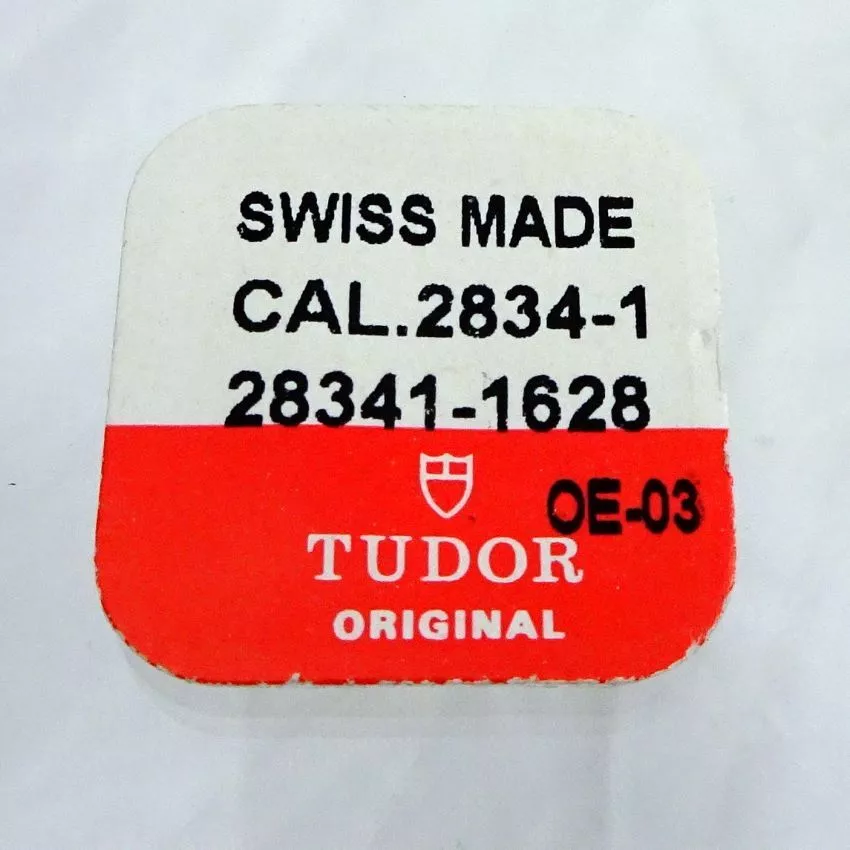 SWISS MADE
CAL.2834-1
28341-1628
OE-03
TUDOR
ORIGINAL